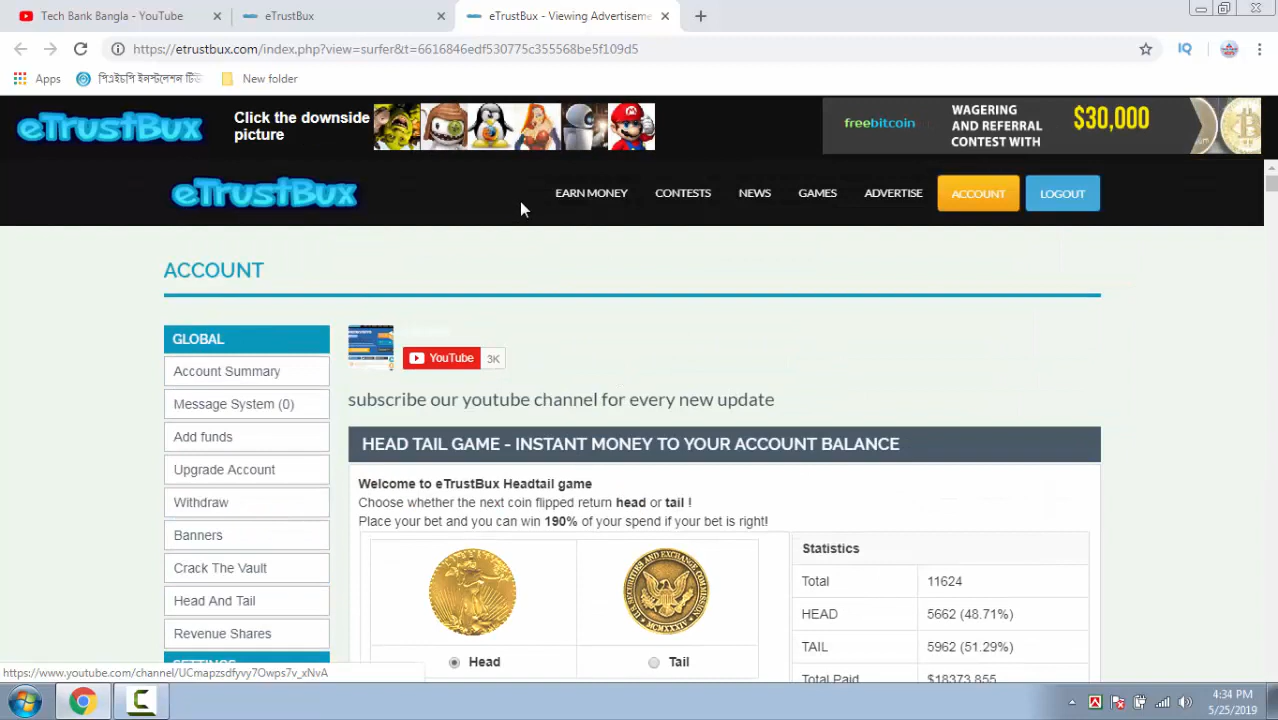 Tech Bank Bangla - YouTube
eTrustBux
eTrustBux - Viewing Advertiseme
https://etrustbux.com/index.php?view=surfer&t=6616846edf530775c355568be5f109d5
IQ
Apps
পিএইচপি ইনস্টলেশন টিউ
New folder
eTrustBux
Click the downside
picture
freebitcoin
WAGERING
AND REFERRAL
CONTEST WITH
$30,000
eTrustBux
EARN MONEY
CONTESTS
NEWS
GAMES
ADVERTISE
ACCOUNT
LOGOUT
ACCOUNT
GLOBAL
Account Summary
Message System (0)
Add funds
Upgrade Account
Withdraw
Banners
Crack The Vault
Head And Tail
Revenue Shares
SETTINGS
YouTube
3K
subscribe our youtube channel for every new update
HEAD TAIL GAME - INSTANT MONEY TO YOUR ACCOUNT BALANCE
Welcome to eTrustBux Headtail game
Choose whether the next coin flipped return head or tail !
Place your bet and you can win 190% of your spend if your bet is right!
Head
Tail
Statistics
Total 11624
HEAD 5662 (48.71%)
TAIL 5962 (51.29%)
Total Paid $18373.855
https://www.youtube.com/channel/UCmapzsdfyvy7Owps7v_xNvA
4:34 PM
5/25/2019